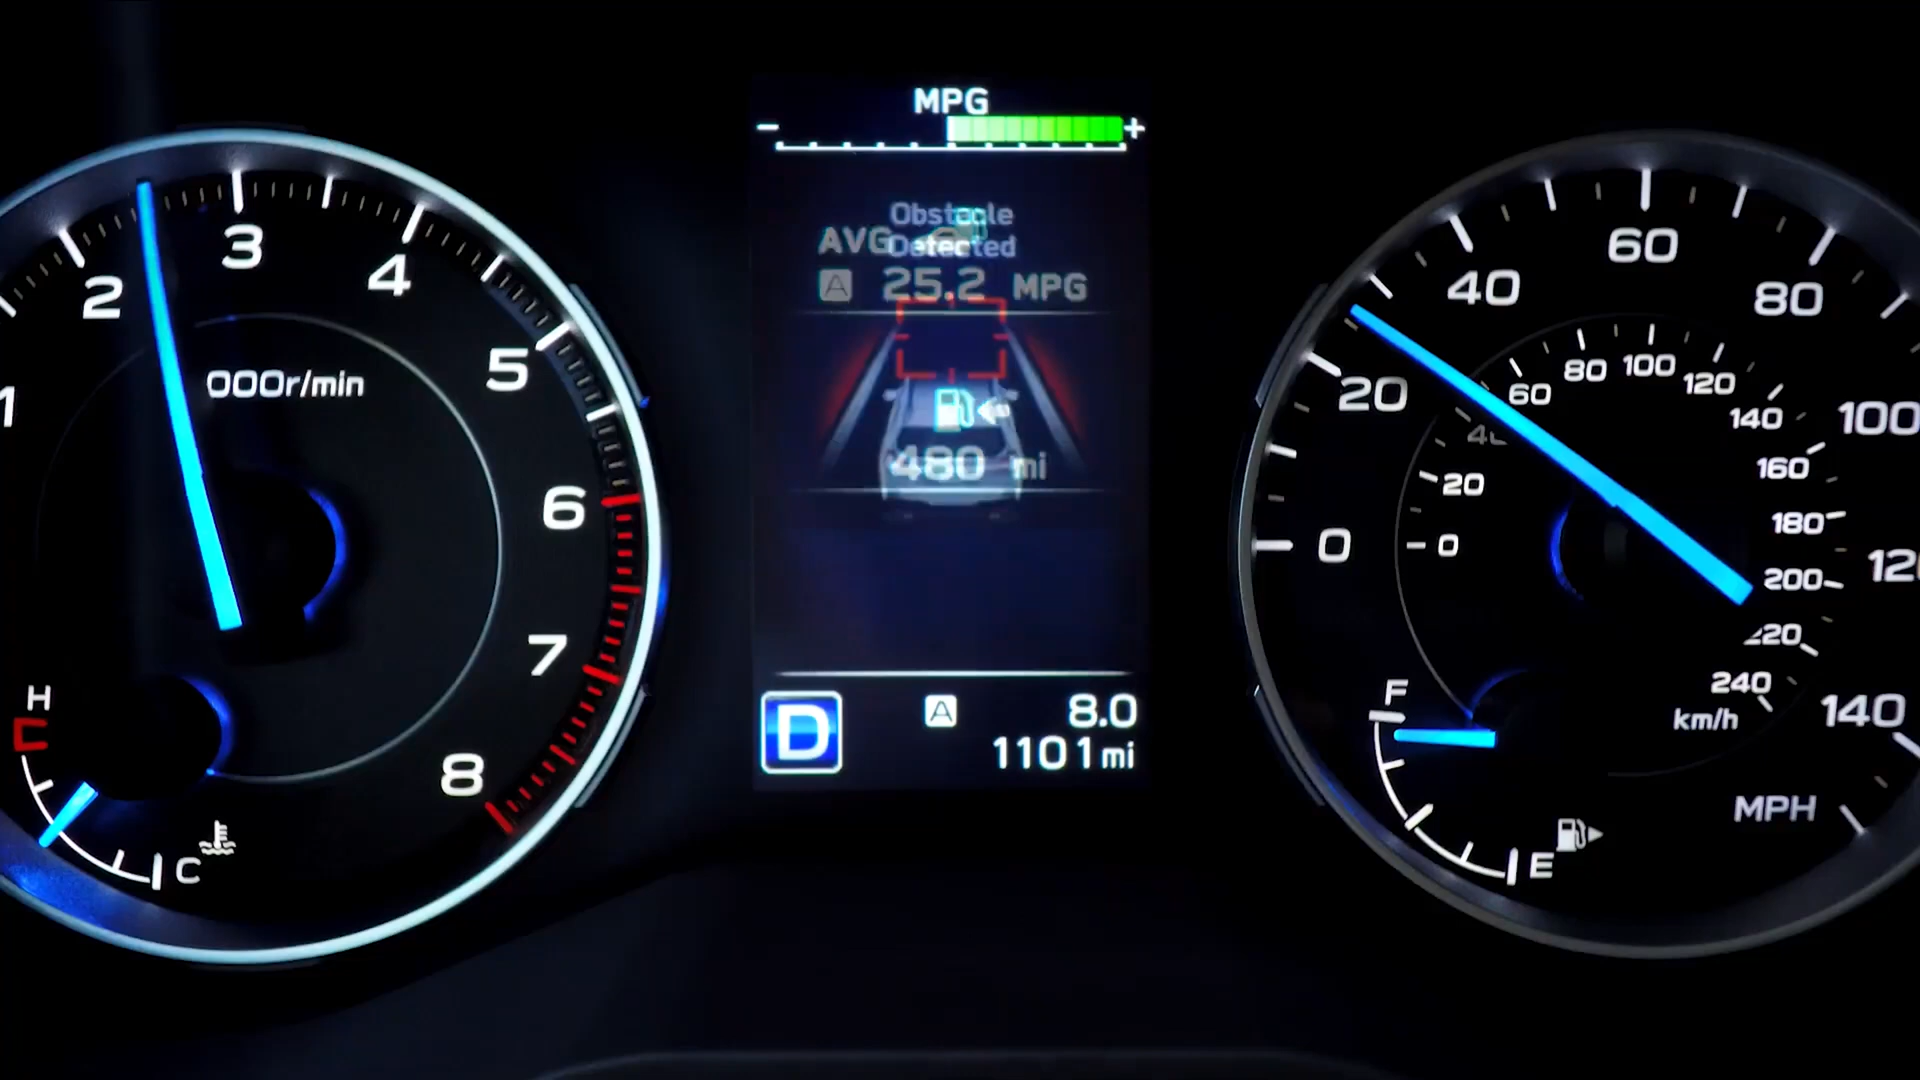 1
2
3
4
5
6
7
8
000r/min
H
C
MPG
- +
Obstacle
Detected
AVG
A 25.2 MPG
480 mi
D
A 8.0
1101mi
0
20
40
60
80
100
140
MPH
0
20
60
80
100
120
140
160
180
200
220
240
km/h
F
E